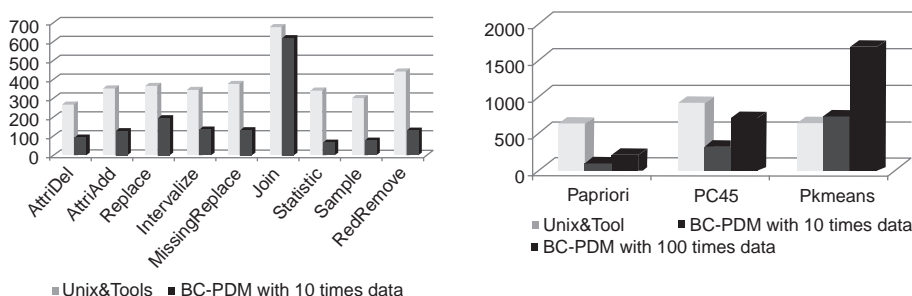 700
600
500
400
300
200
100
0
AttriDel
AttriAdd
Replace
Intervalize
MissingReplace
Join
Statistic
Sample
RedRemove
Unix&Tools BC-PDM with 10 times data
2000
1500
1000
500
0
Papriori PC45 Pkmeans
Unix&Tool BC-PDM with 10 times data
BC-PDM with 100 times data